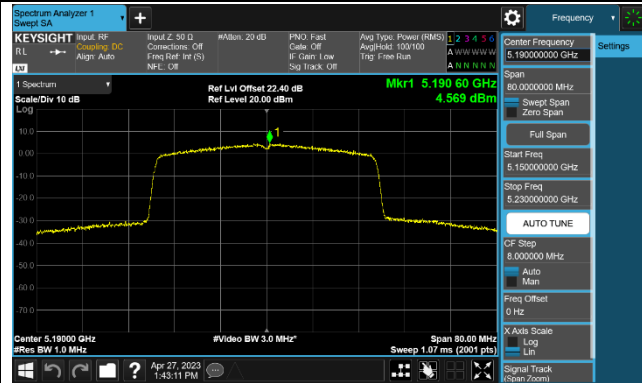 Spectrum Analyzer 1
Swept SA
Frequency
KEYSIGHT
RL
LXI
Input: RF
Coupling: DC
Align: Auto
Input Z: 50 Ω
Corrections: Off
Freq Ref: Int (S)
NFE: Off
#Atten: 20 dB
PNO: Fast
Gate: Off
IF Gain: Low
Sig Track: Off
Avg Type: Power (RMS)
Avg|Hold: 100/100
Trig: Free Run
1 2 3 4 5 6
A W W W W W
A N N N N N
1 Spectrum
Scale/Div 10 dB
Ref Lvl Offset 22.40 dB
Ref Level 20.00 dBm
Mkr1 5.190 60 GHz
4.569 dBm
Log
10.0
0.00
-10.0
-20.0
-30.0
-40.0
-50.0
-60.0
-70.0
1
Center 5.19000 GHz
#Res BW 1.0 MHz
#Video BW 3.0 MHz*
Span 80.00 MHz
Sweep 1.07 ms (2001 pts)
Apr 27, 2023
1:43:11 PM
Center Frequency
5.190000000 GHz
Span
80.0000000 MHz
Swept Span
Zero Span
Full Span
Start Freq
5.150000000 GHz
Stop Freq
5.230000000 GHz
AUTO TUNE
CF Step
8.000000 MHz
Auto
Man
Freq Offset
0 Hz
X Axis Scale
Log
Lin
Signal Track
(Span Zoom)
Settings